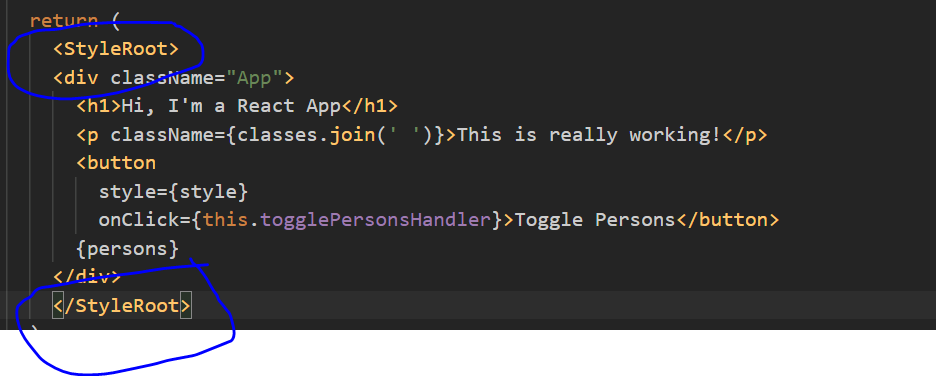 return (
<StyleRoot>
<div className="App">
<h1>Hi, I'm a React App</h1>
<p className={classes.join(' ')}>This is really working!</p>
<button
style={style}
onClick={this.togglePersonsHandler}>Toggle Persons</button>
{persons}
</div>
</StyleRoot>